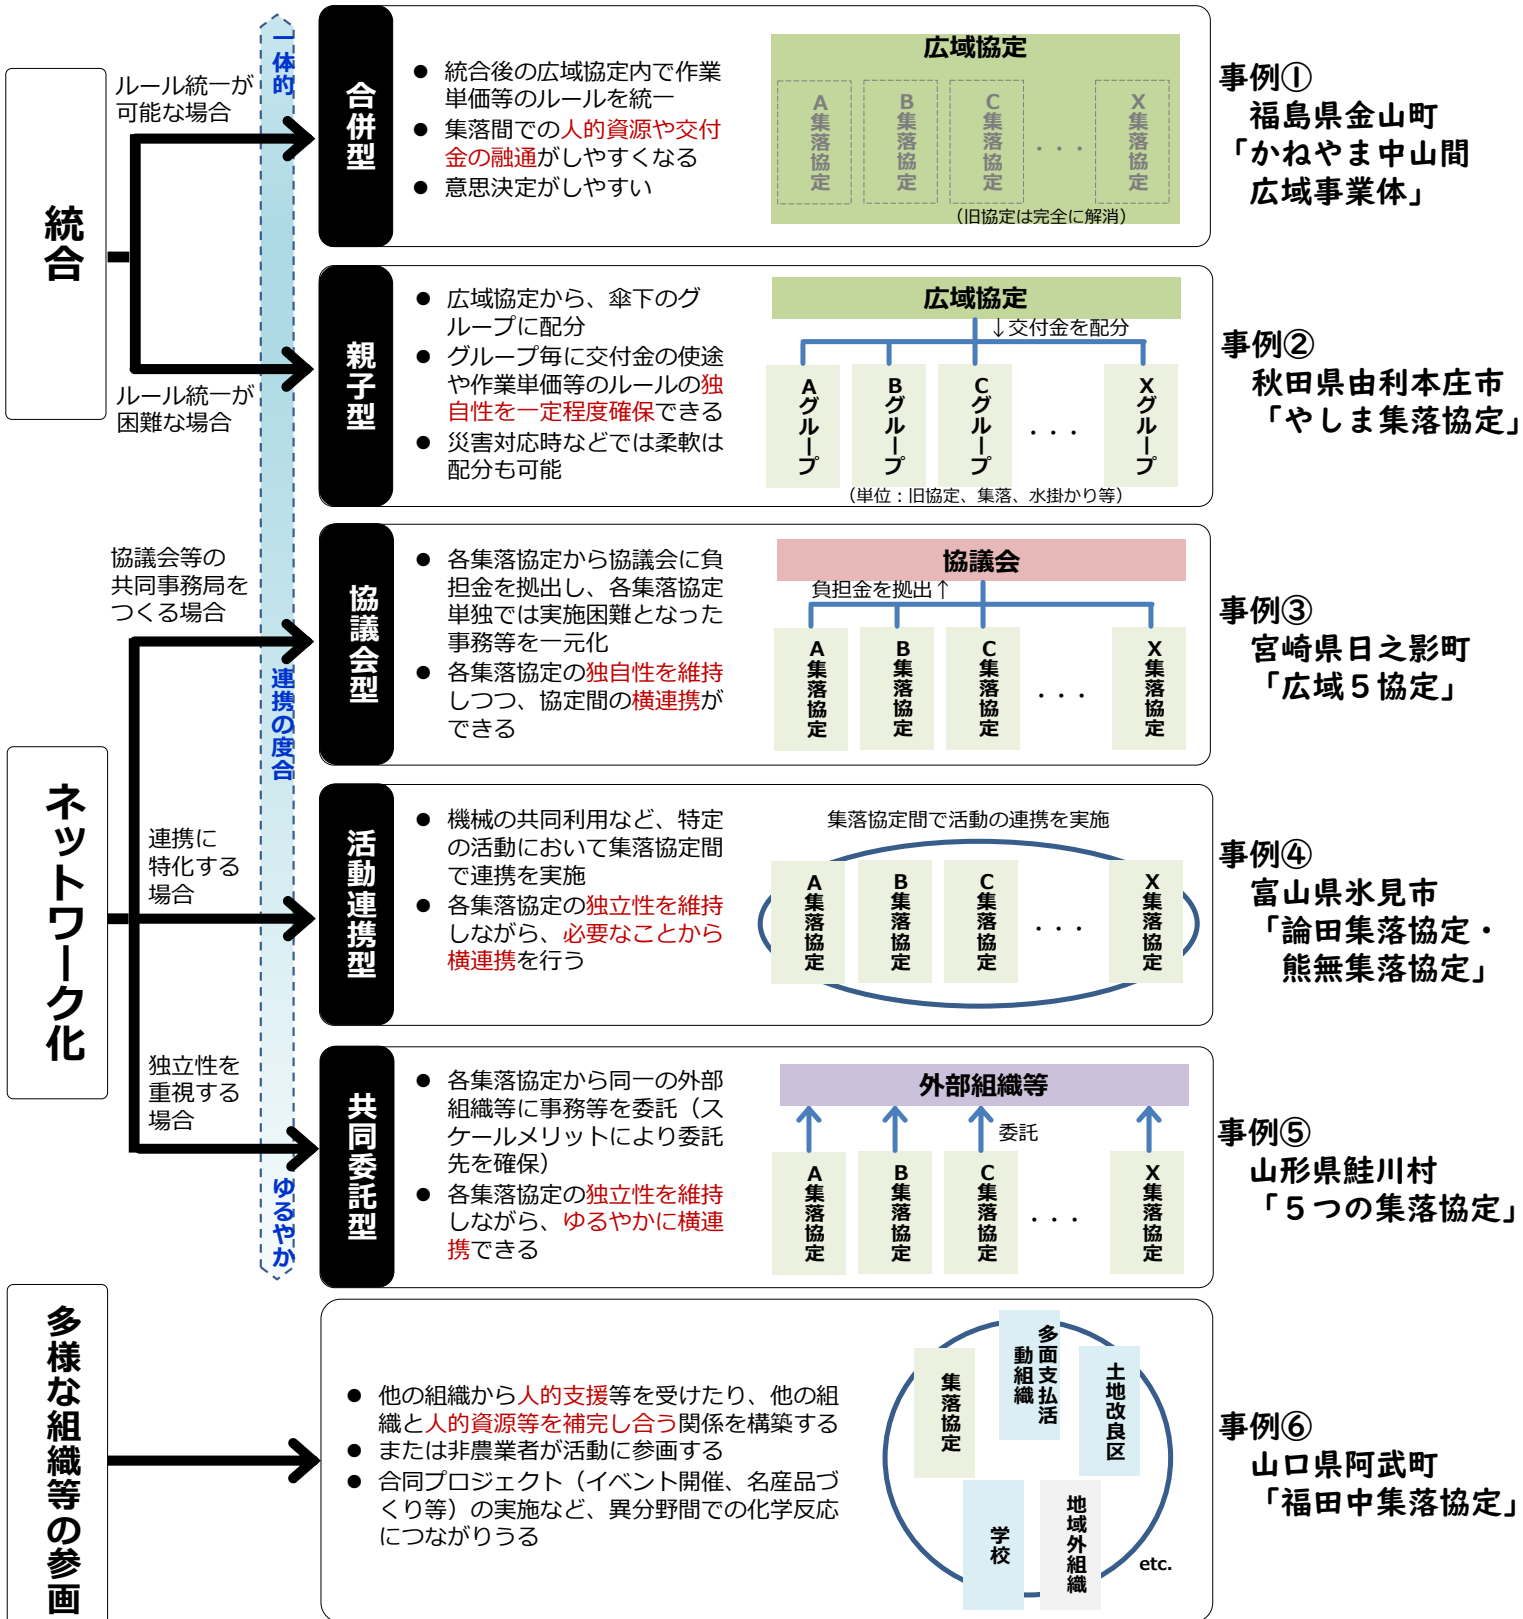 統合
ルール統一が
可能な場合
ルール統一が
困難な場合
一体的
連携の度合
ゆるやか
合併型
● 統合後の広域協定内で作業
単価等のルールを統一
● 集落間での人的資源や交付
金の融通がしやすくなる
● 意思決定がしやすい
広域協定
A集落協定
B集落協定
C集落協定
・・・
X集落協定
（旧協定は完全に解消）
事例①
福島県金山町
「かねやま中山間
広域事業体」
親子型
● 広域協定から、傘下のグ
ループに配分
● グループ毎に交付金の使途
や作業単価等のルールの独
自性を一定程度確保できる
● 災害対応時などでは柔軟は
配分も可能
広域協定
↓交付金を配分
Aグループ
Bグループ
Cグループ
・・・
Xグループ
（単位：旧協定、集落、水掛かり等）
事例②
秋田県由利本庄市
「やしま集落協定」
ネットワーク化
協議会等の
共同事務局を
つくる場合
連携に
特化する
場合
独立性を
重視する
場合
協議会型
● 各集落協定から協議会に負
担金を拠出し、各集落協定
単独では実施困難となった
事務等を一元化
● 各集落協定の独自性を維持
しつつ、協定間の横連携が
できる
協議会
負担金を拠出↑
A集落協定
B集落協定
C集落協定
・・・
X集落協定
事例③
宮崎県日之影町
「広域５協定」
活動連携型
● 機械の共同利用など、特定
の活動において集落協定間
で連携を実施
● 各集落協定の独立性を維持
しながら、必要なことから
横連携を行う
集落協定間で活動の連携を実施
A集落協定
B集落協定
C集落協定
・・・
X集落協定
事例④
富山県氷見市
「論田集落協定・
熊無集落協定」
共同委託型
● 各集落協定から同一の外部
組織等に事務等を委託（ス
ケールメリットにより委託
先を確保）
● 各集落協定の独立性を維持
しながら、ゆるやかに横連
携できる
外部組織等
委託
A集落協定
B集落協定
C集落協定
・・・
X集落協定
事例⑤
山形県鮭川村
「５つの集落協定」
多様な組織等の参画
● 他の組織から人的支援等を受けたり、他の組
織と人的資源等を補完し合う関係を構築する
● または非農業者が活動に参画する
● 合同プロジェクト（イベント開催、名産品づ
くり等）の実施など、異分野間での化学反応
につながりうる
集落協定
多面支払活
動組織
土地改良区
学校
地域外組織
etc.
事例⑥
山口県阿武町
「福田中集落協定」